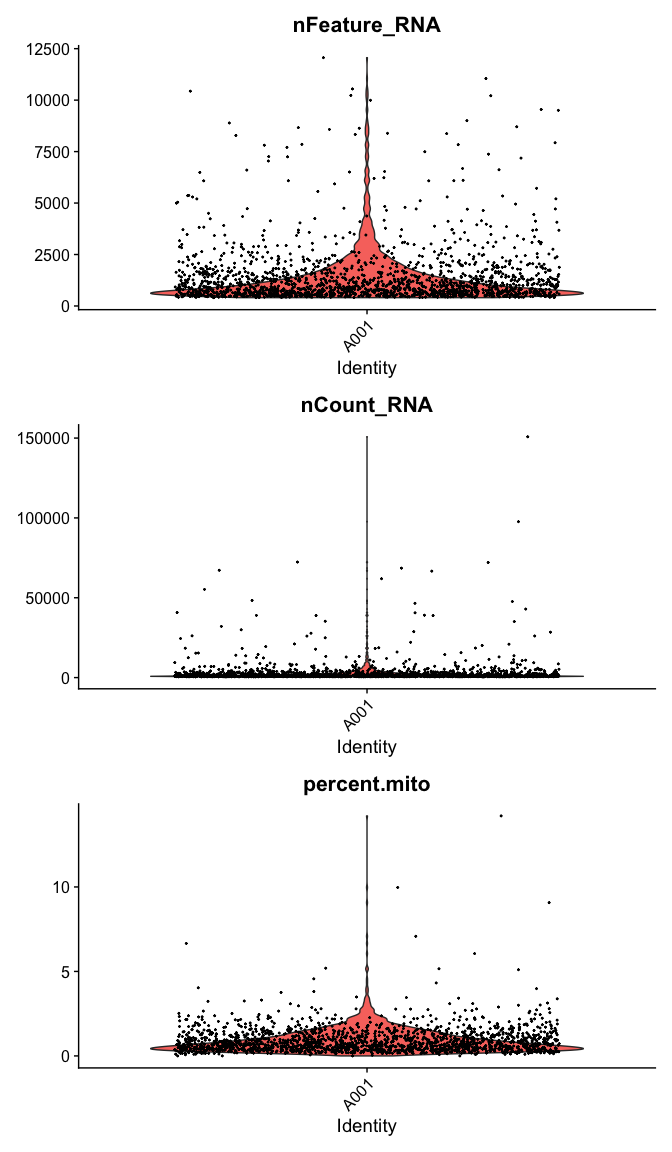 nFeature_RNA
12500
10000
7500
5000
2500
0
A001
Identity
nCount_RNA
150000
100000
50000
0
A001
Identity
percent.mito
10
5
0
A001
Identity